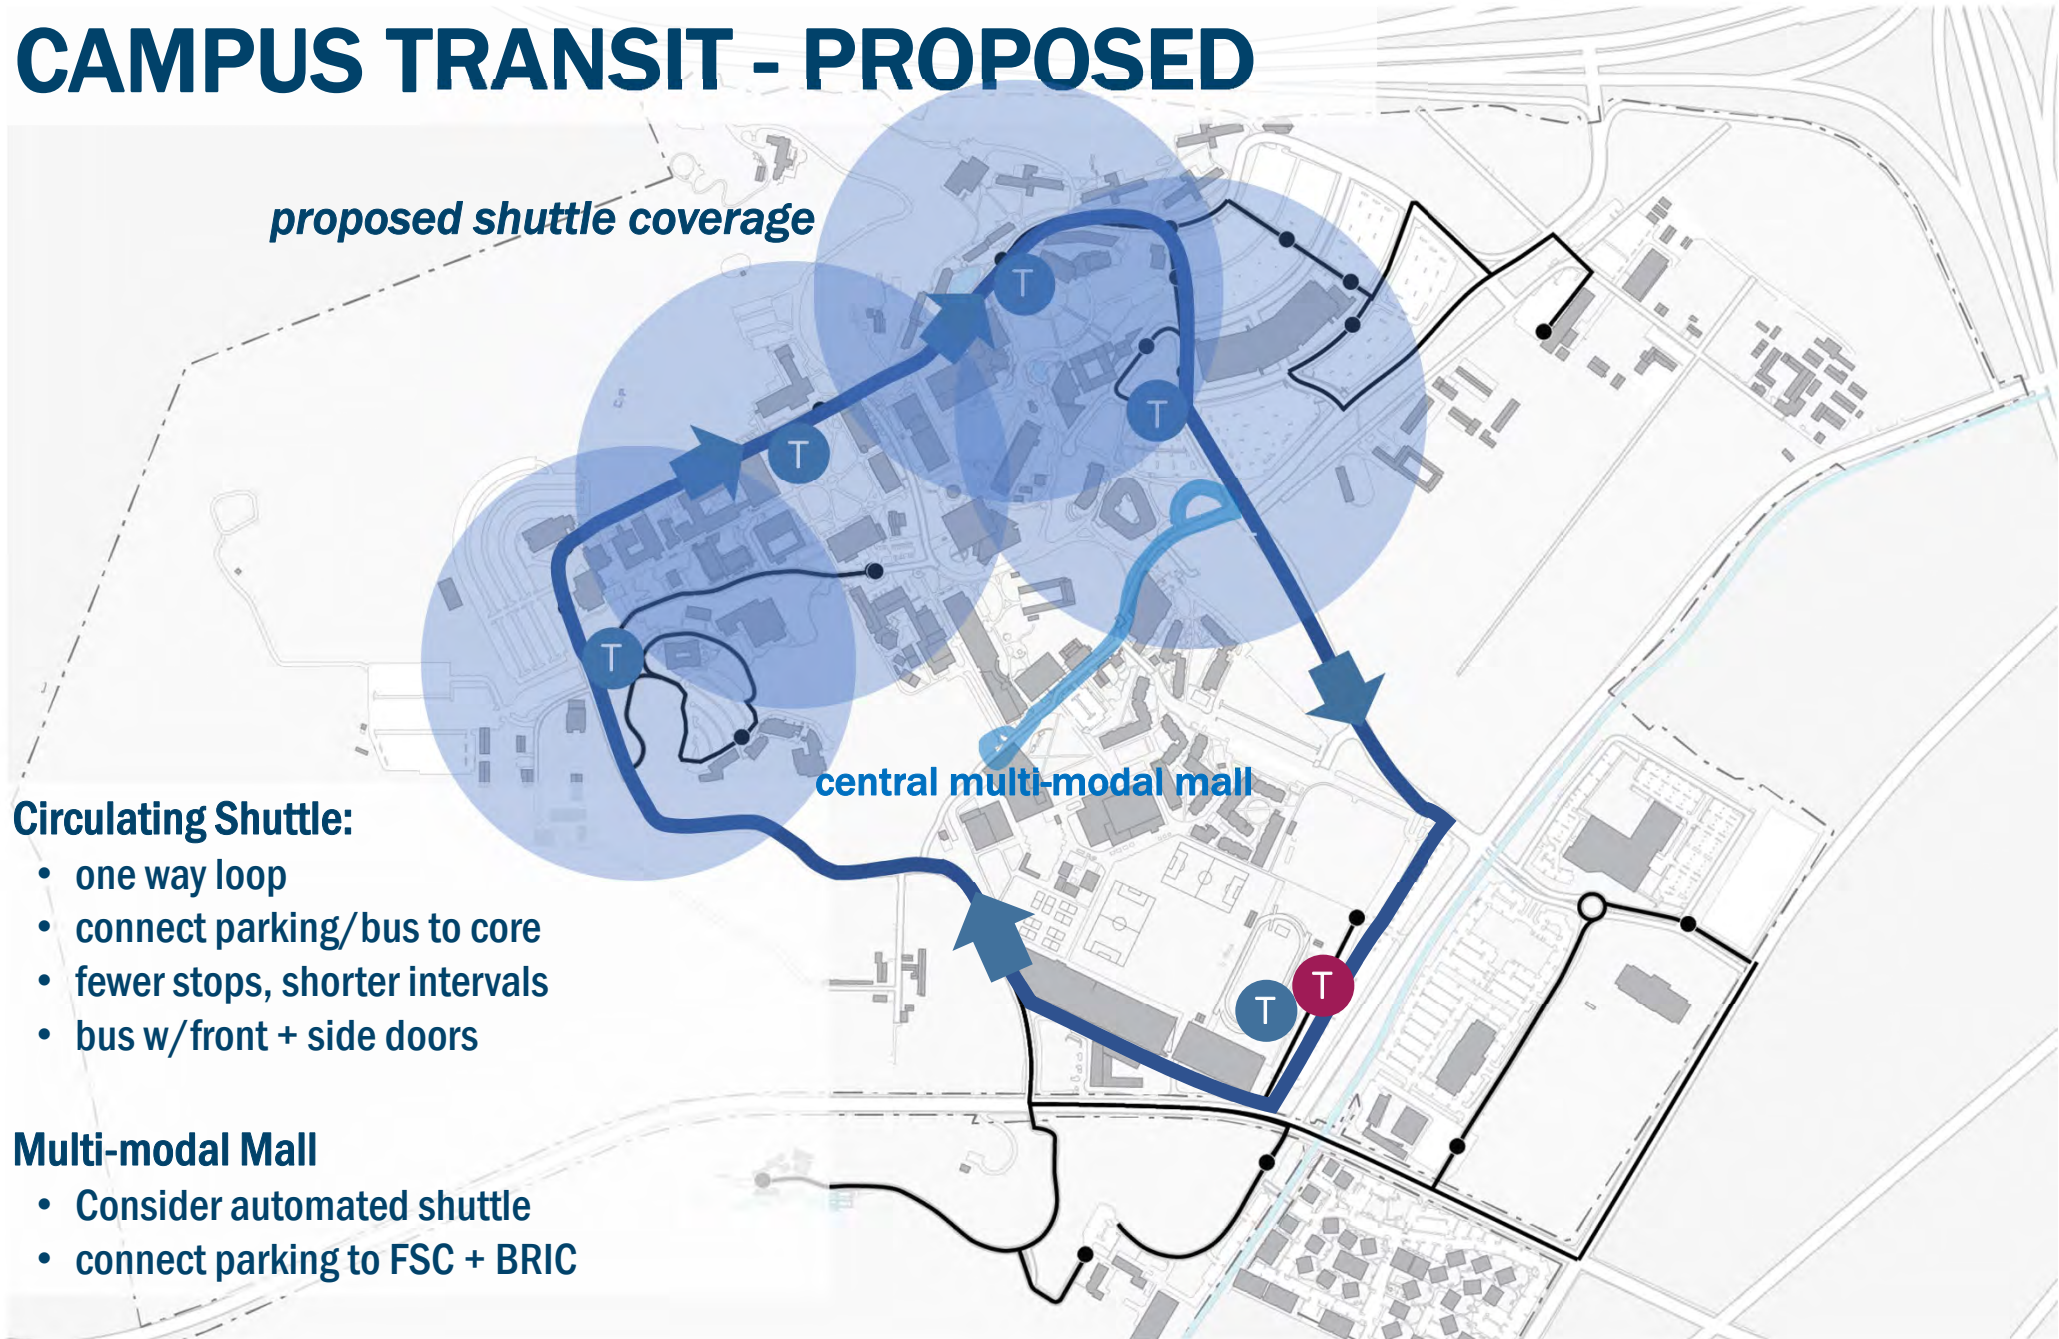 CAMPUS TRANSIT - PROPOSED
proposed shuttle coverage
T
T
T
T
central multi-modal mall
Circulating Shuttle:
• one way loop
• connect parking/bus to core
• fewer stops, shorter intervals
• bus w/front + side doors
T
T
Multi-modal Mall
• Consider automated shuttle
• connect parking to FSC + BRIC